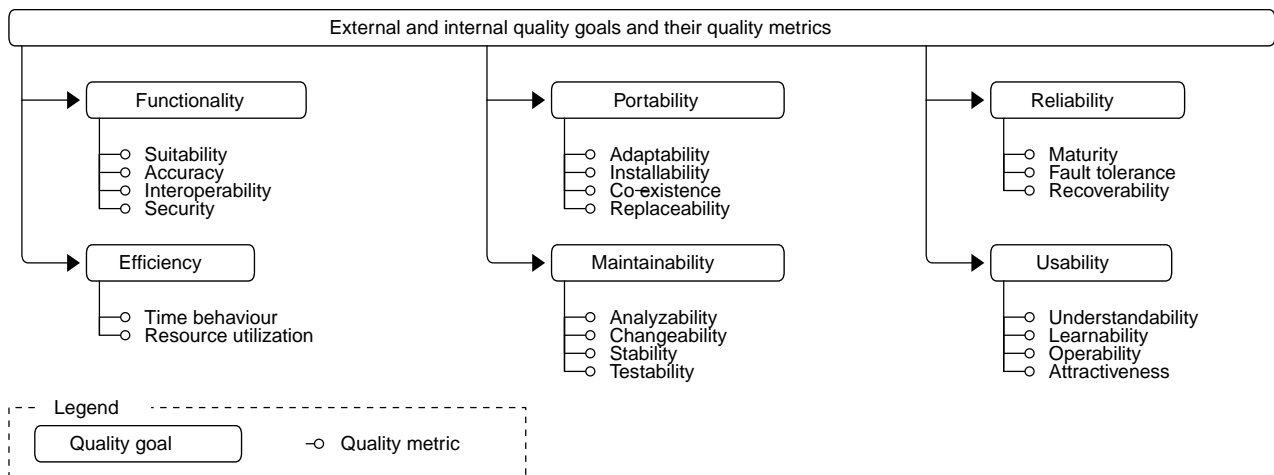 External and internal quality goals and their quality metrics
Functionality
Suitability
Accuracy
Interoperability
Security
Efficiency
Time behaviour
Resource utilization
Portability
Adaptability
Installability
Co-existence
Replaceability
Maintainability
Analyzability
Changeability
Stability
Testability
Reliability
Maturity
Fault tolerance
Recoverability
Usability
Understandability
Learnability
Operability
Attractiveness
Legend
Quality goal
Quality metric